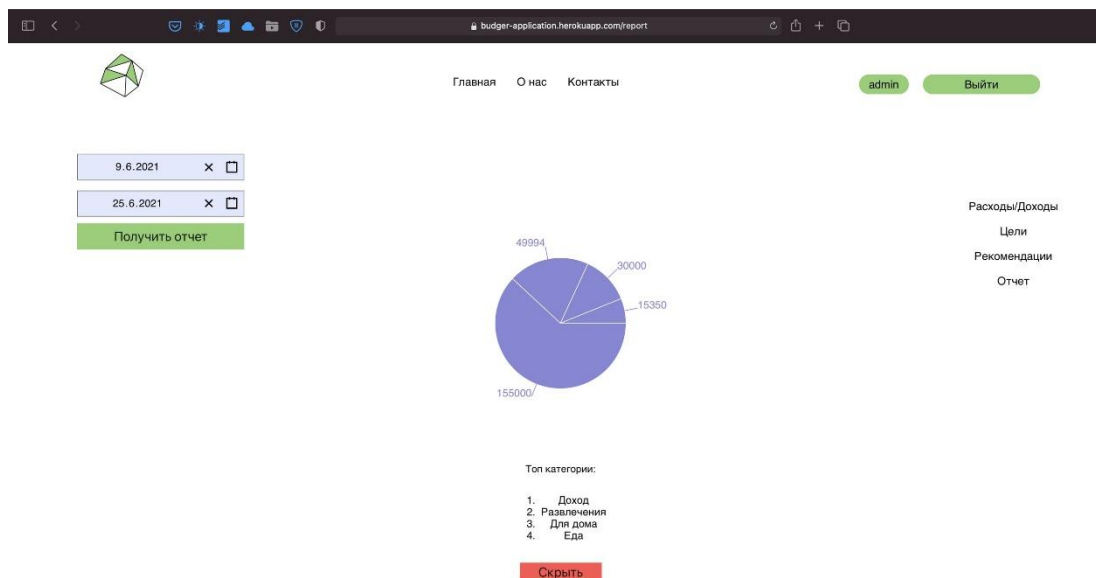 budger-application.herokuapp.com/report
Главная О нас Контакты
admin Выйти
9.6.2021
25.6.2021
Получить отчет
Расходы/Доходы
Цели
Рекомендации
Отчет
49994
30000
15350
155000
Топ категории:
1. Доход
2. Развлечения
3. Для дома
4. Еда
Скрыть